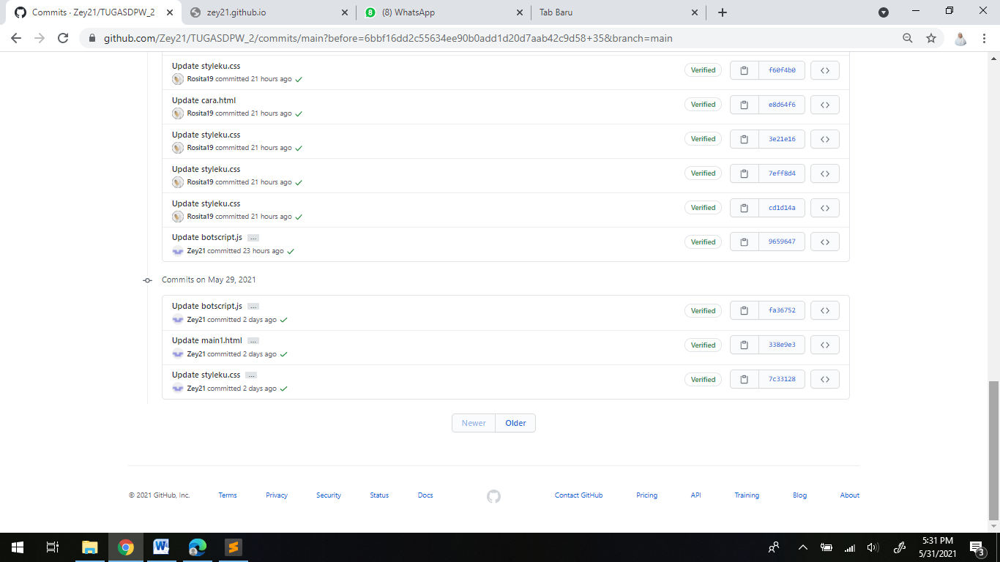 Commits · Zey21/TUGASDPW_2
zey21.github.io
(8) WhatsApp
Tab Baru
github.com/Zey21/TUGASDPW_2/commits/main?before=6bbf16dd2c55634ee90b0add1d20d7aab42c9d58+35&branch=main
Update styleku.css
Rosita19 committed 21 hours ago
Verified
f60f4b0
Update cara.html
Rosita19 committed 21 hours ago
Verified
e8d64f6
Update styleku.css
Rosita19 committed 21 hours ago
Verified
3e21e16
Update styleku.css
Rosita19 committed 21 hours ago
Verified
7eff8d4
Update styleku.css
Rosita19 committed 21 hours ago
Verified
cd1d14a
Update botscript.js ...
Zey21 committed 23 hours ago
Verified
9659647
Commits on May 29, 2021
Update botscript.js ...
Zey21 committed 2 days ago
Verified
fa36752
Update main1.html ...
Zey21 committed 2 days ago
Verified
338e9e3
Update styleku.css ...
Zey21 committed 2 days ago
Verified
7c33128
Newer Older
© 2021 GitHub, Inc. Terms Privacy Security Status Docs Contact GitHub Pricing API Training Blog About
5:31 PM
5/31/2021
3